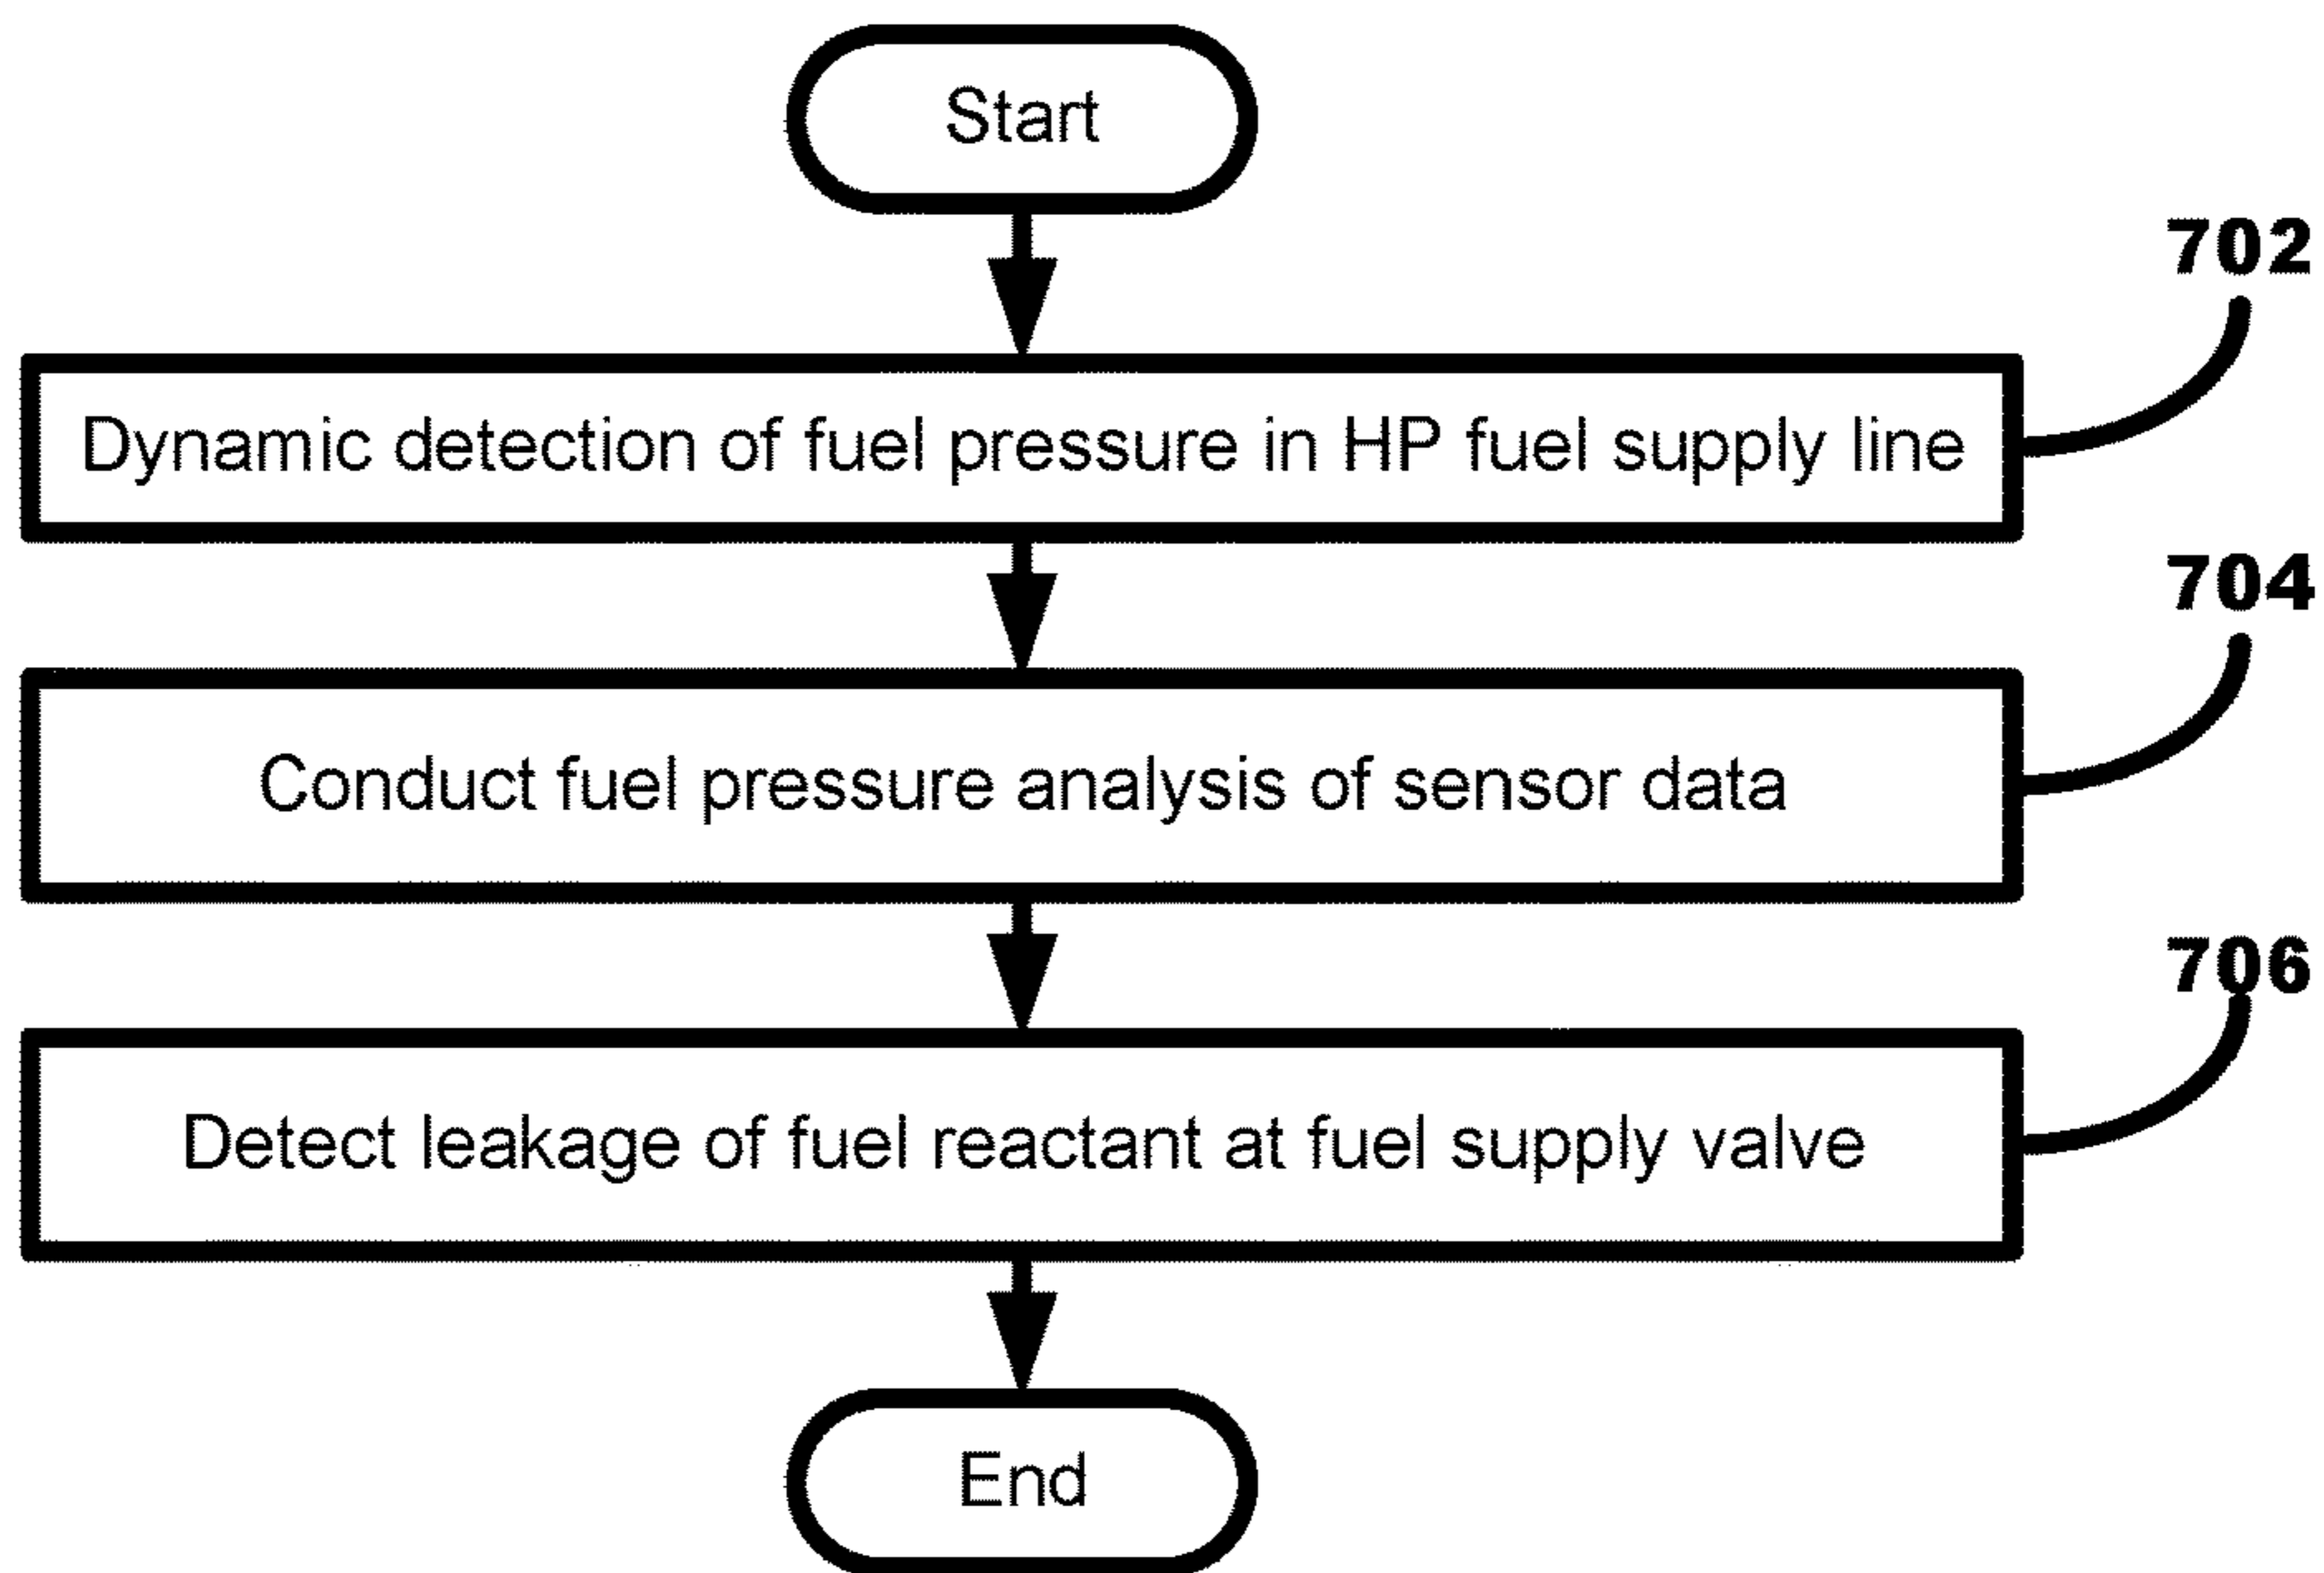 Start
702
Dynamic detection of fuel pressure in HP fuel supply line
704
Conduct fuel pressure analysis of sensor data
706
Detect leakage of fuel reactant at fuel supply valve
End